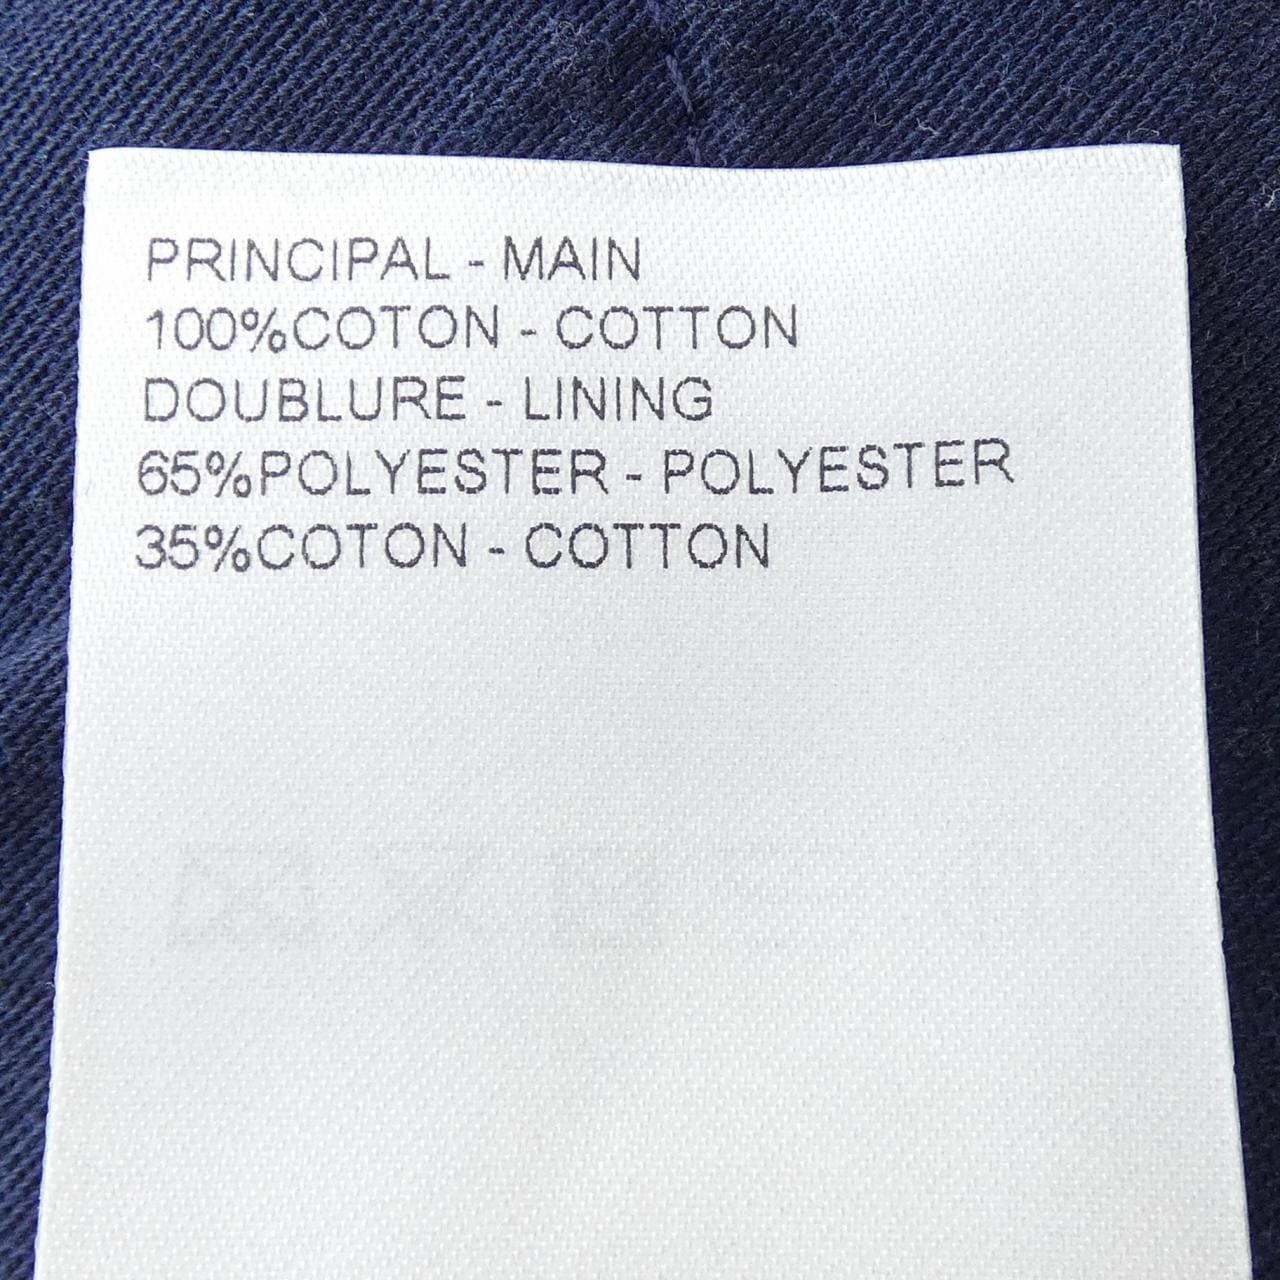 PRINCIPAL - MAIN
100%COTON - COTTON
DOUBLURE - LINING
65%POLYESTER - POLYESTER
35%COTON - COTTON